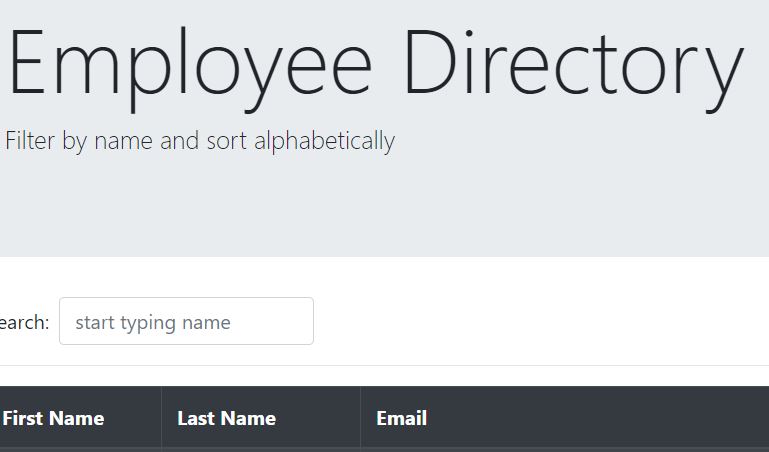 Employee Directory
Filter by name and sort alphabetically
earch: start typing name
First Name Last Name Email